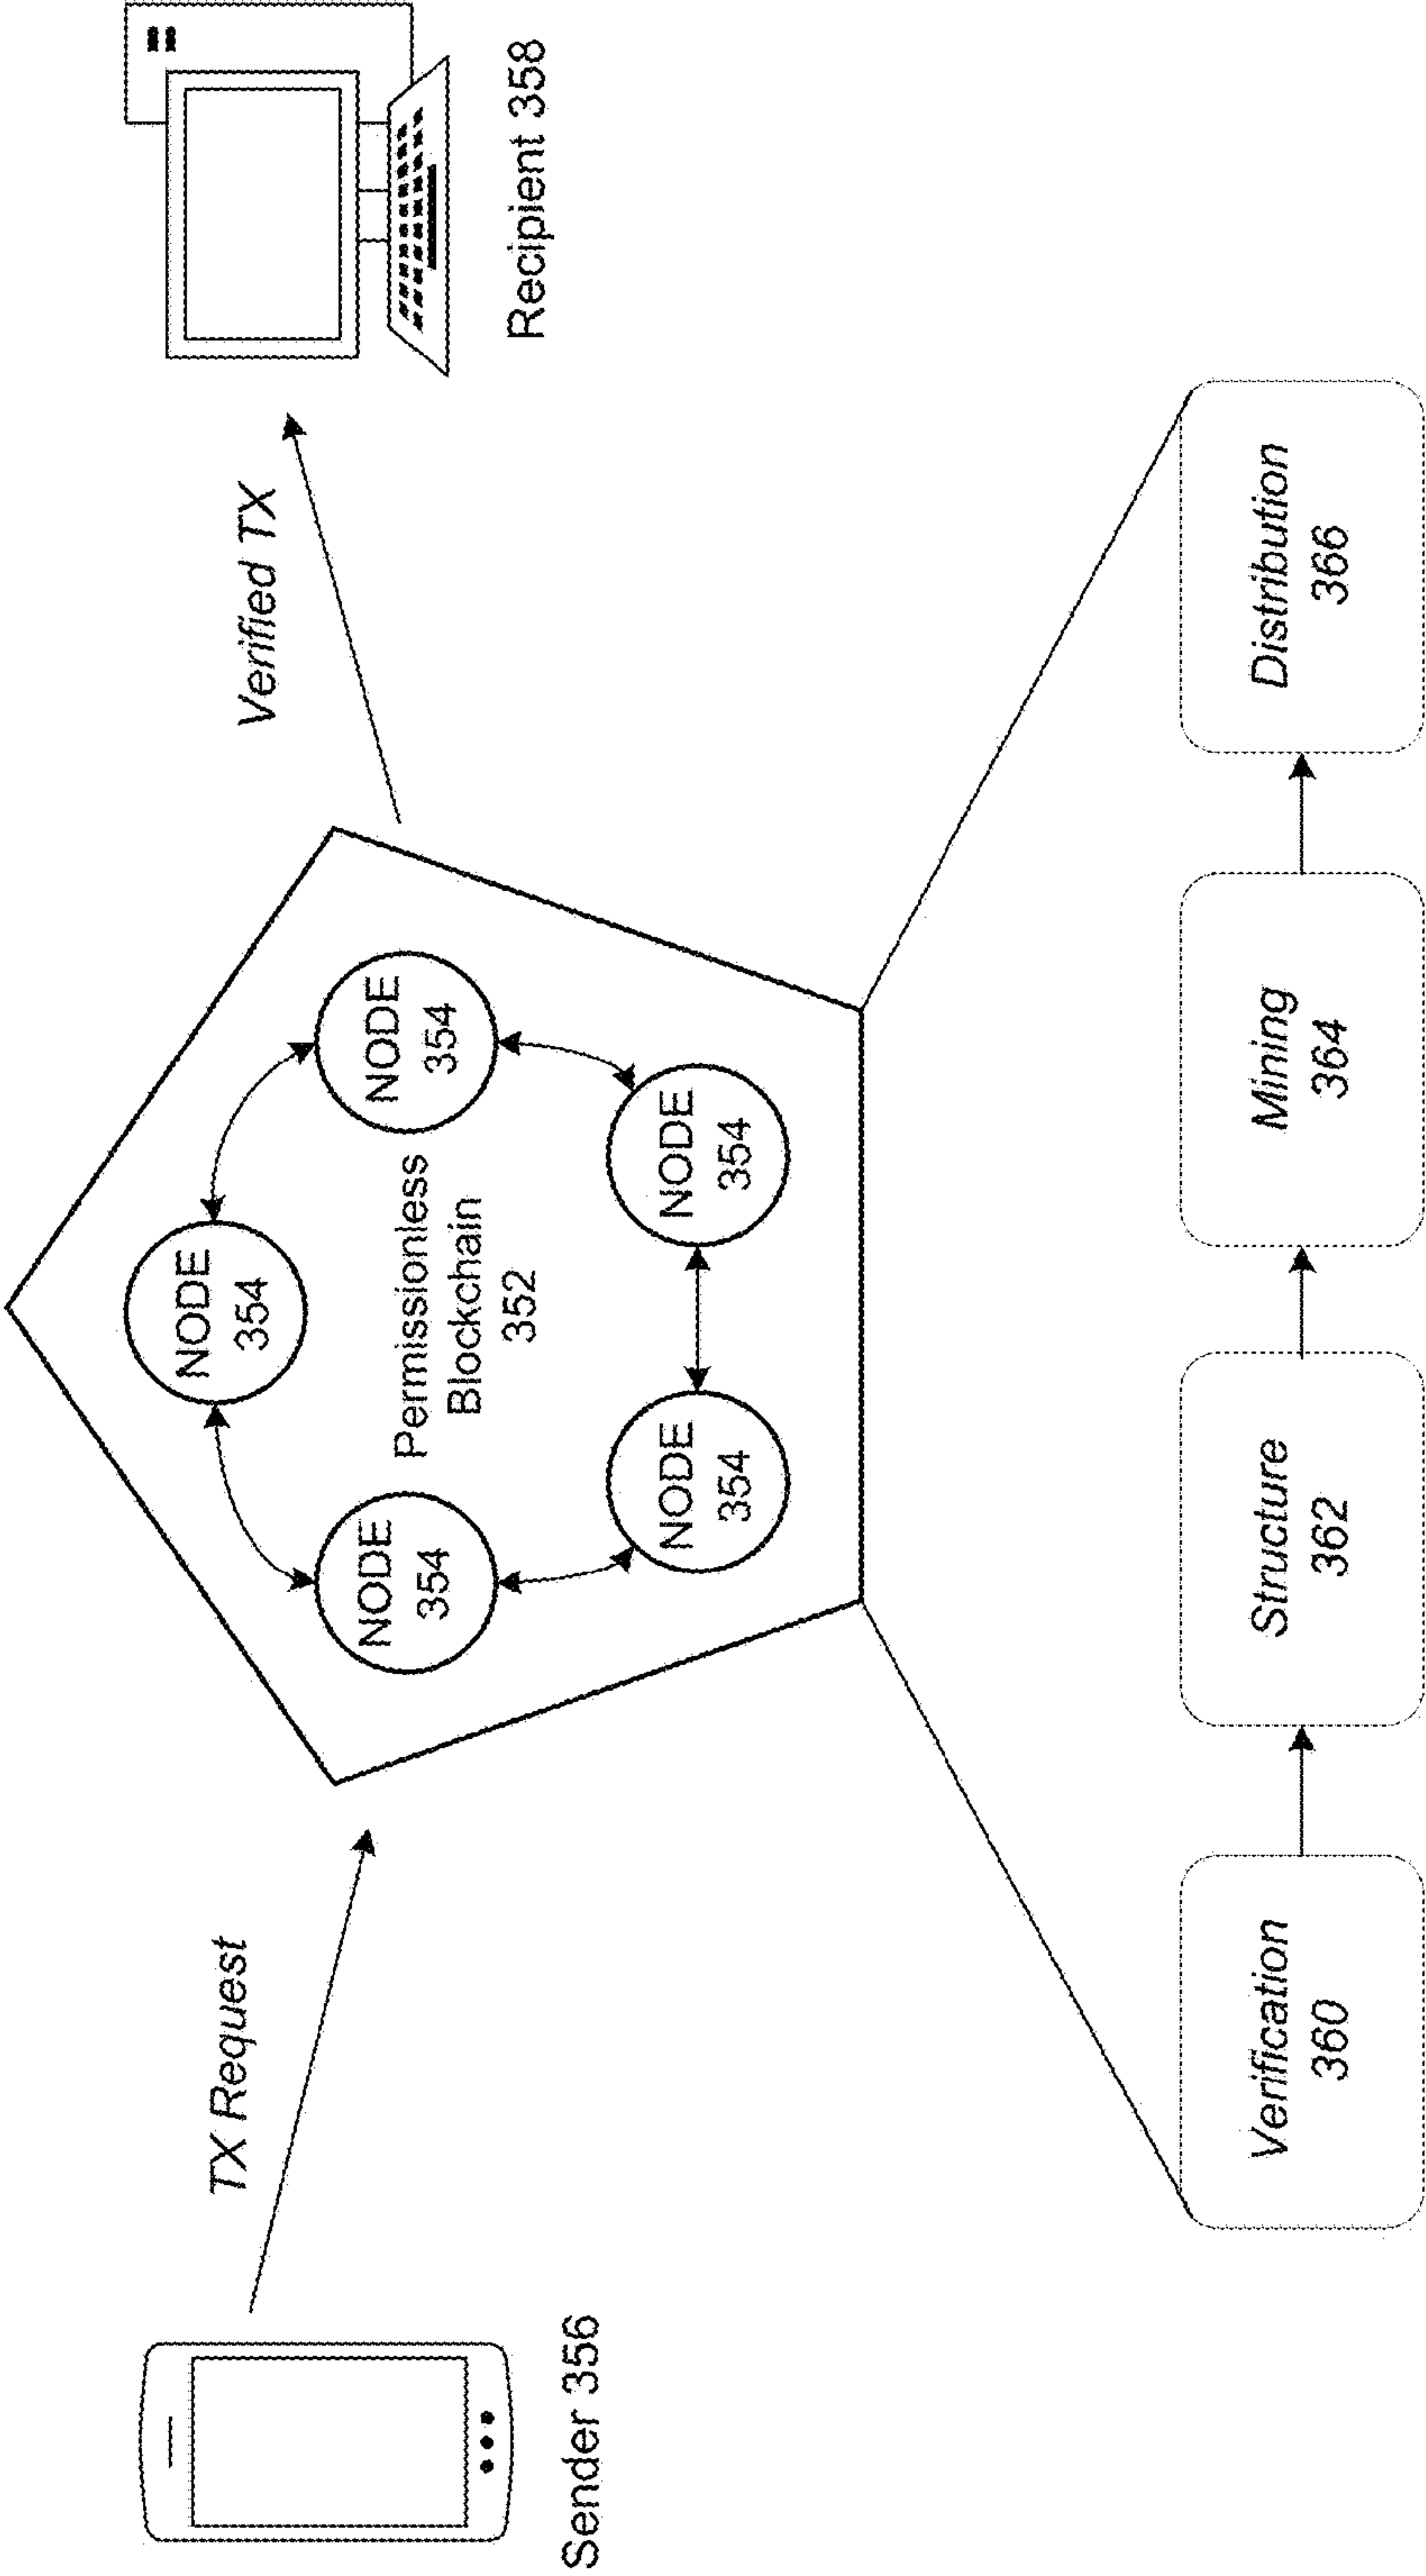 TX Request
Verified TX
Sender 356
Recipient 358
NODE
354
NODE
354
NODE
354
Permissionless
Blockchain
352
NODE
354
NODE
354
Verification
360
Structure
362
Mining
364
Distribution
366